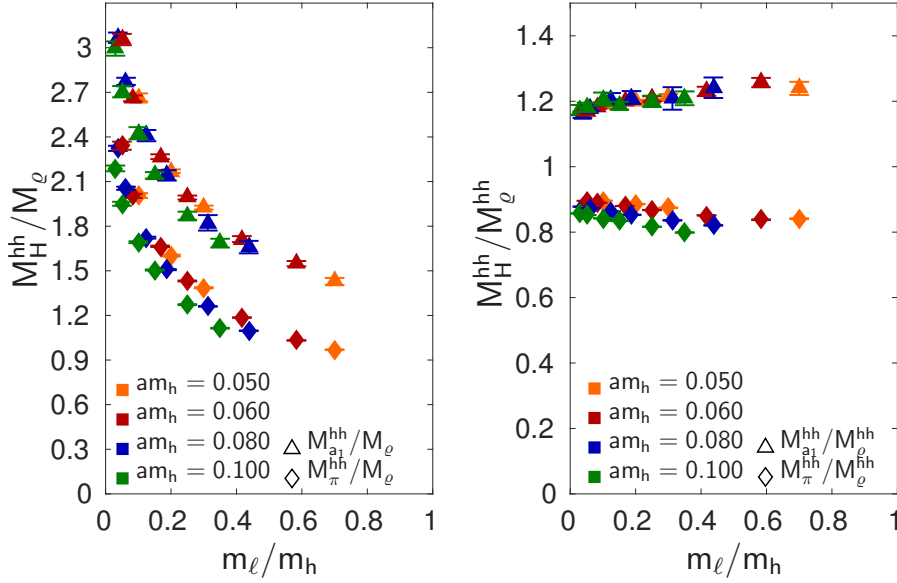 M_H^hh/M_ϱ
3
2.7
2.4
2.1
1.8
1.5
1.2
0.9
0.6
0.3
0
0 0.2 0.4 0.6 0.8 1
m_ℓ/m_h
am_h = 0.050
am_h = 0.060
am_h = 0.080
am_h = 0.100
M_a1^hh/M_ϱ
M_π^hh/M_ϱ
M_H^hh/M_ϱ^hh
1.4
1.2
1
0.8
0.6
0.4
0.2
0
0 0.2 0.4 0.6 0.8 1
m_ℓ/m_h
am_h = 0.050
am_h = 0.060
am_h = 0.080
am_h = 0.100
M_a1^hh/M_ϱ^hh
M_π^hh/M_ϱ^hh